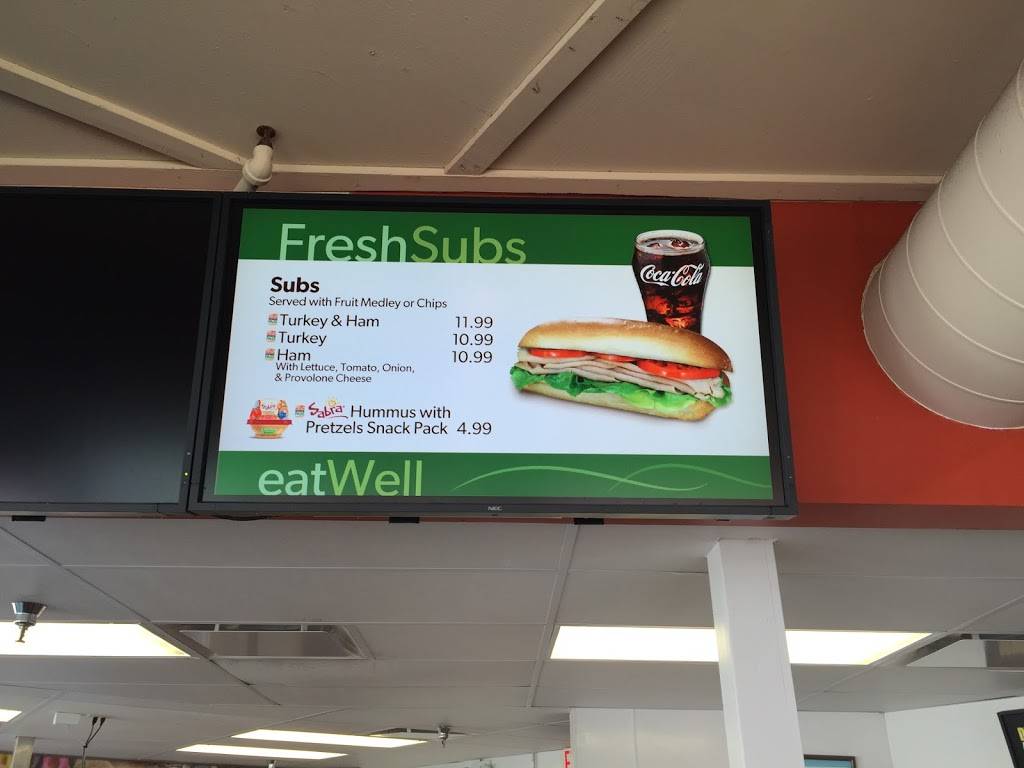 FreshSubs
Subs
Served with Fruit Medley or Chips
Turkey & Ham 11.99
Turkey 10.99
Ham 10.99
With Lettuce, Tomato, Onion,
& Provolone Cheese
Sabra Hummus with
Pretzels Snack Pack 4.99
Coca-Cola
eatWell
NEC